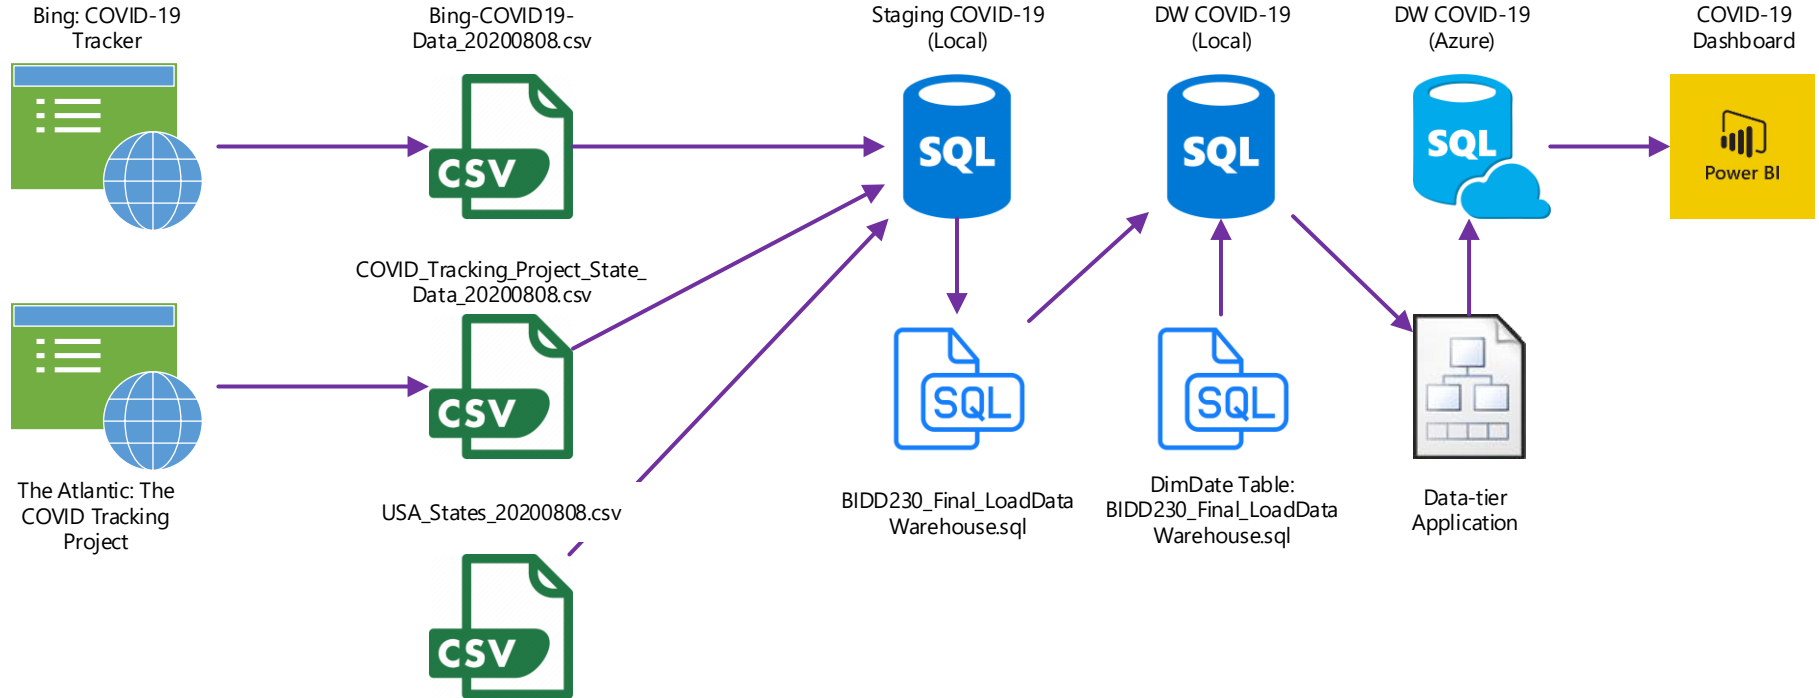 Bing: COVID-19
Tracker
Bing-COVID19-
Data_20200808.csv
Staging COVID-19
(Local)
DW COVID-19
(Local)
DW COVID-19
(Azure)
COVID-19
Dashboard
CSV
SQL
SQL
SQL
Power BI
COVID_Tracking_Project_State_
Data_20200808.csv
CSV
SQL
SQL
The Atlantic: The
COVID Tracking
Project
USA_States_20200808.csv
BIDD230_Final_LoadData
Warehouse.sql
DimDate Table:
BIDD230_Final_LoadData
Warehouse.sql
Data-tier
Application
CSV